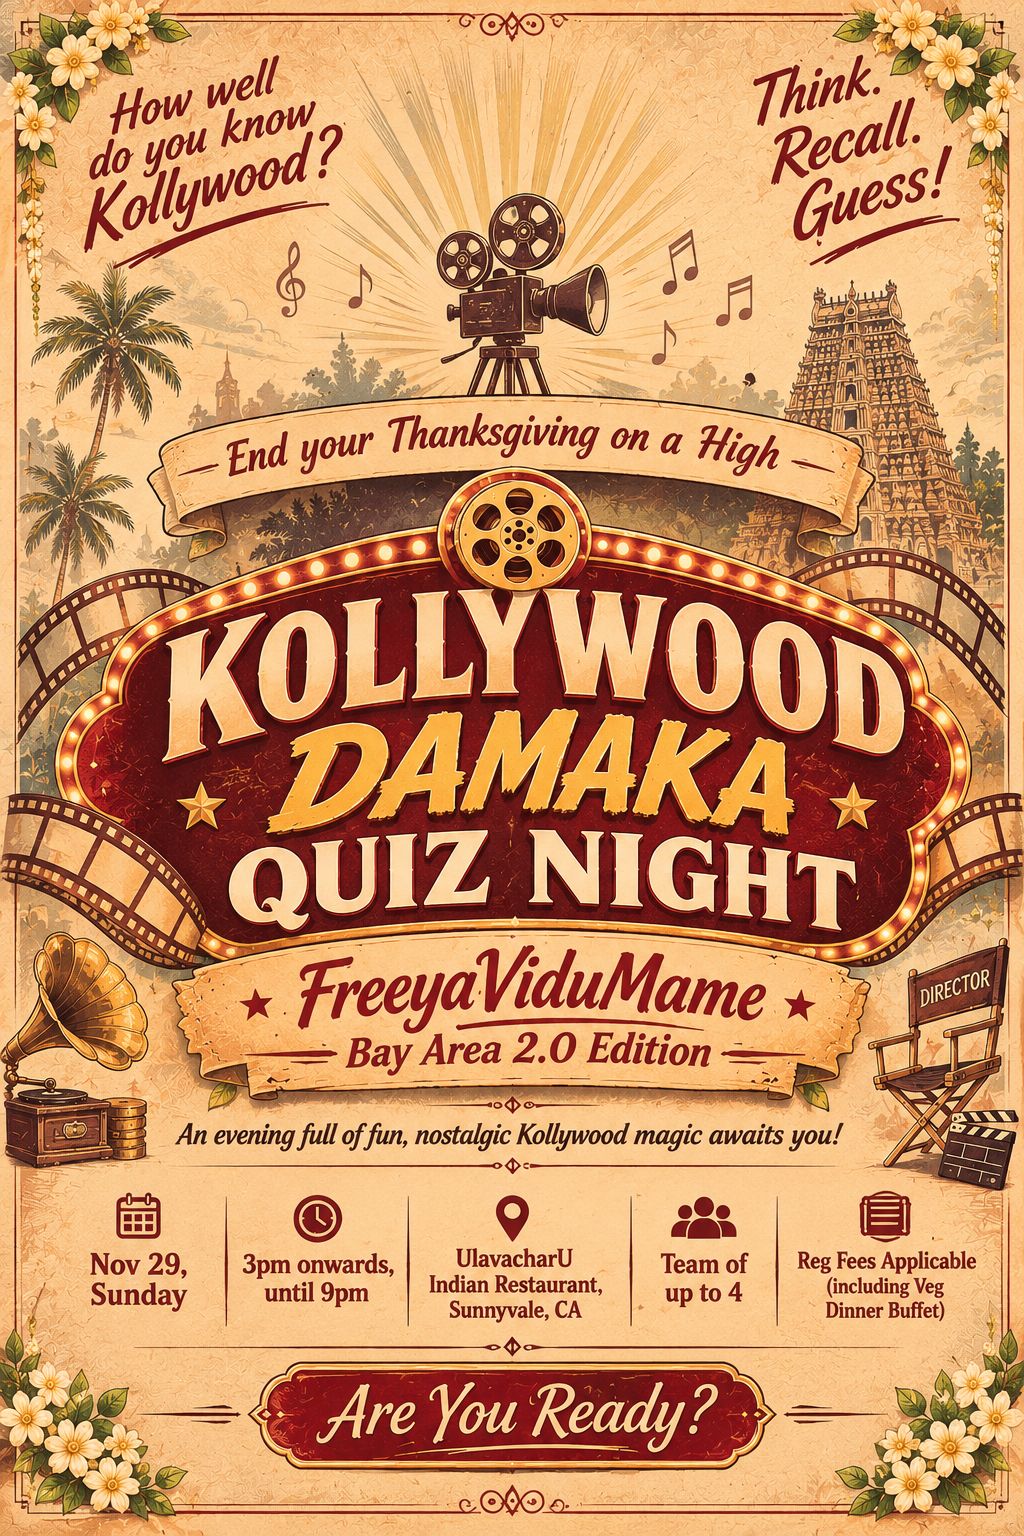 How well
do you know
Kollywood?
Think.
Recall.
Guess!
End your Thanksgiving on a High
KOLLYWOOD
DAMAKA
QUIZ NIGHT
FreeyaViduMame
Bay Area 2.0 Edition
DIRECTOR
An evening full of fun, nostalgic Kollywood magic awaits you!
Nov 29,
Sunday
3pm onwards,
until 9pm
UlavacharU
Indian Restaurant,
Sunnyvale, CA
Team of
up to 4
Reg Fees Applicable
(including Veg
Dinner Buffet)
Are You Ready?